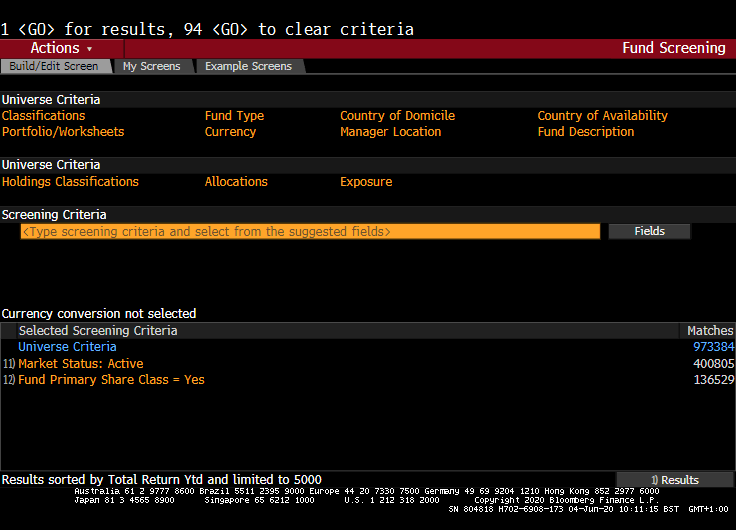 1 <GO> for results, 94 <GO> to clear criteria
Actions Fund Screening
Build/Edit Screen My Screens Example Screens
Universe Criteria
Classifications Fund Type Country of Domicile Country of Availability
Portfolio/Worksheets Currency Manager Location Fund Description
Universe Criteria
Holdings Classifications Allocations Exposure
Screening Criteria
<Type screening criteria and select from the suggested fields> Fields
Currency conversion not selected
Selected Screening Criteria Matches
Universe Criteria 973384
11) Market Status: Active 400805
12) Fund Primary Share Class = Yes 136529
Results sorted by Total Return Ytd and limited to 5000 1) Results
Australia 61 2 9777 8600 Brazil 5511 2395 9000 Europe 44 20 7330 7500 Germany 49 69 9204 1210 Hong Kong 852 2977 6000
Japan 81 3 4565 8900 Singapore 65 6212 1000 U.S. 1 212 318 2000 Copyright 2020 Bloomberg Finance L.P.
SN 804818 H702-6908-173 04-Jun-20 10:11:15 BST GMT+1:00